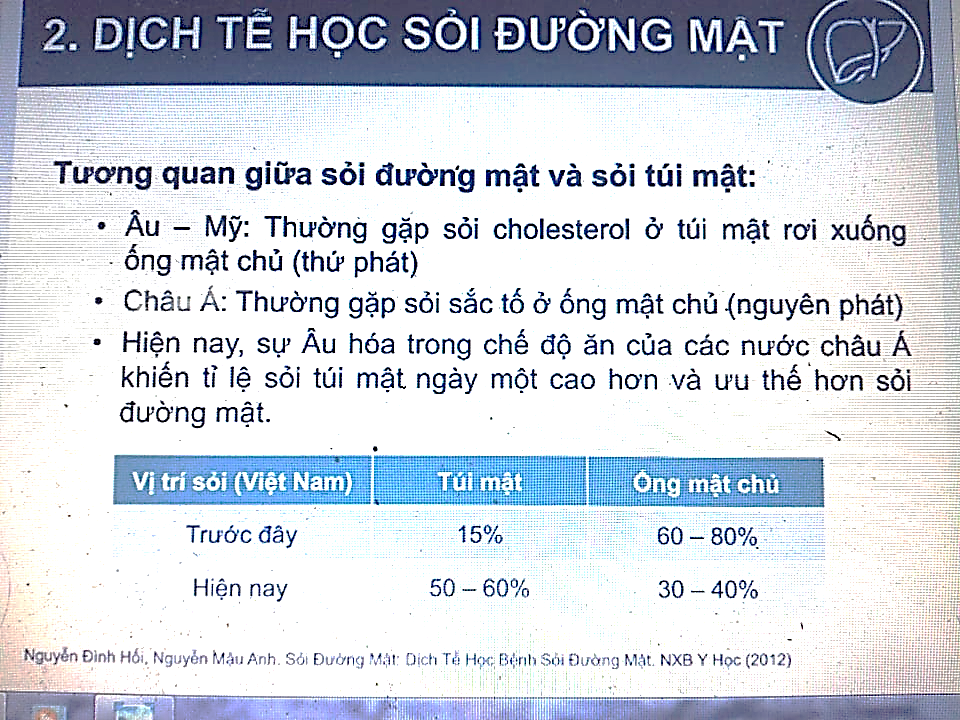 2. DỊCH TỄ HỌC SỎI ĐƯỜNG MẬT
Tương quan giữa sỏi đường mật và sỏi túi mật:
• Âu – Mỹ: Thường gặp sỏi cholesterol ở túi mật rơi xuống
ống mật chủ (thứ phát)
• Châu Á: Thường gặp sỏi sắc tố ở ống mật chủ (nguyên phát)
• Hiện nay, sự Âu hóa trong chế độ ăn của các nước châu Á
khiến tỉ lệ sỏi túi mật ngày một cao hơn và ưu thế hơn sỏi
đường mật.
Vị trí sỏi (Việt Nam) Túi mật Ống mật chủ
Trước đây 15% 60 – 80%
Hiện nay 50 – 60% 30 – 40%
Nguyễn Đình Hối, Nguyễn Mậu Anh. Sỏi Đường Mật: Dịch Tễ Học Bệnh Sỏi Đường Mật. NXB Y Học (2012)